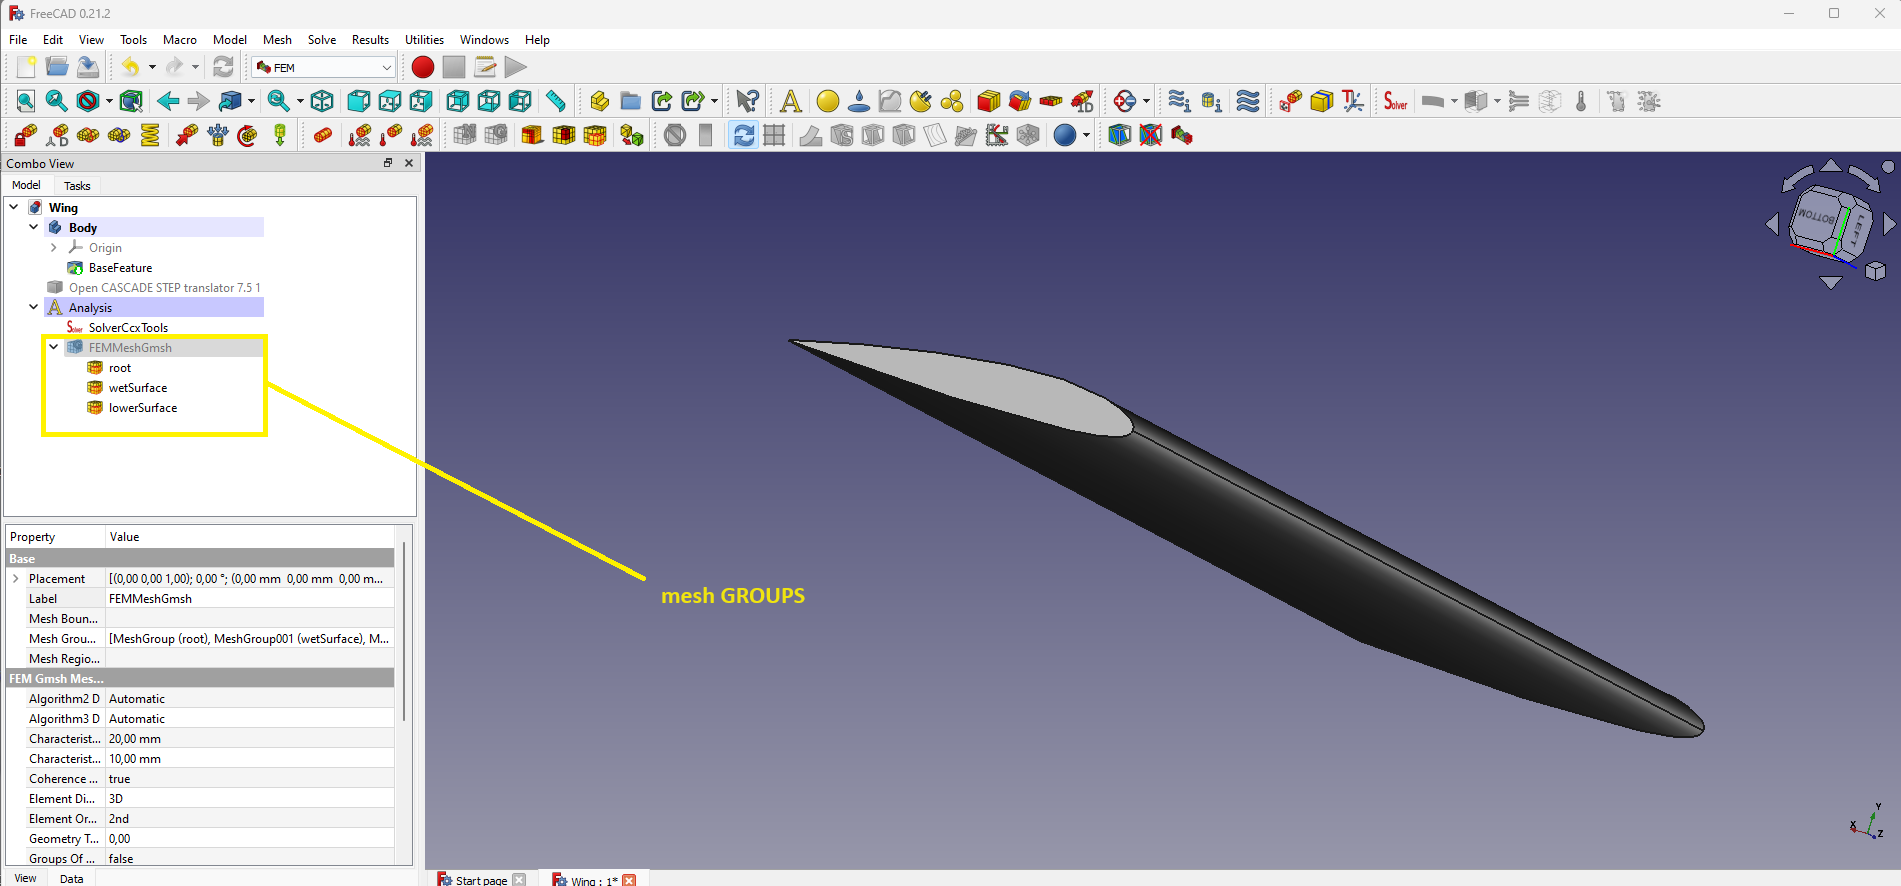 FreeCAD 0.21.2
File Edit View Tools Macro Model Mesh Solve Results Utilities Windows Help
FEM
A
Solver
D
Combo View
Model Tasks
Wing
Body
Origin
BaseFeature
Open CASCADE STEP translator 7.5 1
Analysis
SolverCcxTools
FEMMeshGmsh
root
wetSurface
lowerSurface
mesh GROUPS
BOTTOM
LEFT
Property Value
Base
Placement [(0,00 0,00 1,00); 0,00 °; (0,00 mm 0,00 mm 0,00 m...
Label FEMMeshGmsh
Mesh Boun...
Mesh Grou... [MeshGroup (root), MeshGroup001 (wetSurface), M...
Mesh Regio...
FEM Gmsh Mes...
Algorithm2 D Automatic
Algorithm3 D Automatic
Characterist... 20,00 mm
Characterist... 10,00 mm
Coherence ... true
Element Di... 3D
Element Or... 2nd
Geometry T... 0,00
Groups Of ... false
View Data
Start page
Wing : 1*
X
Y
Z